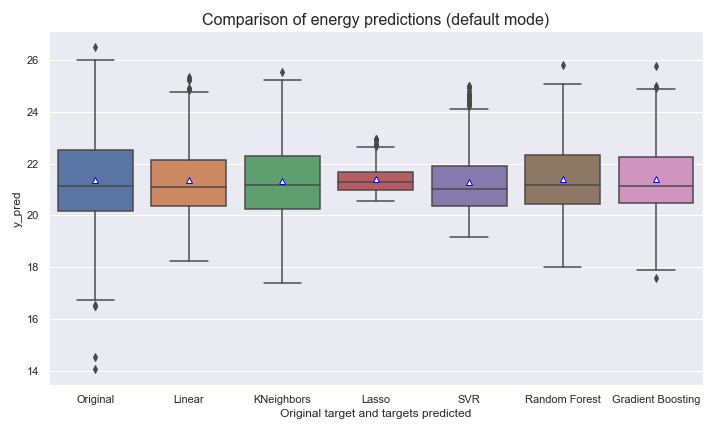 Comparison of energy predictions (default mode)
26
24
22
20
18
16
14
y_pred
Original Linear KNeighbors Lasso SVR Random Forest Gradient Boosting
Original target and targets predicted